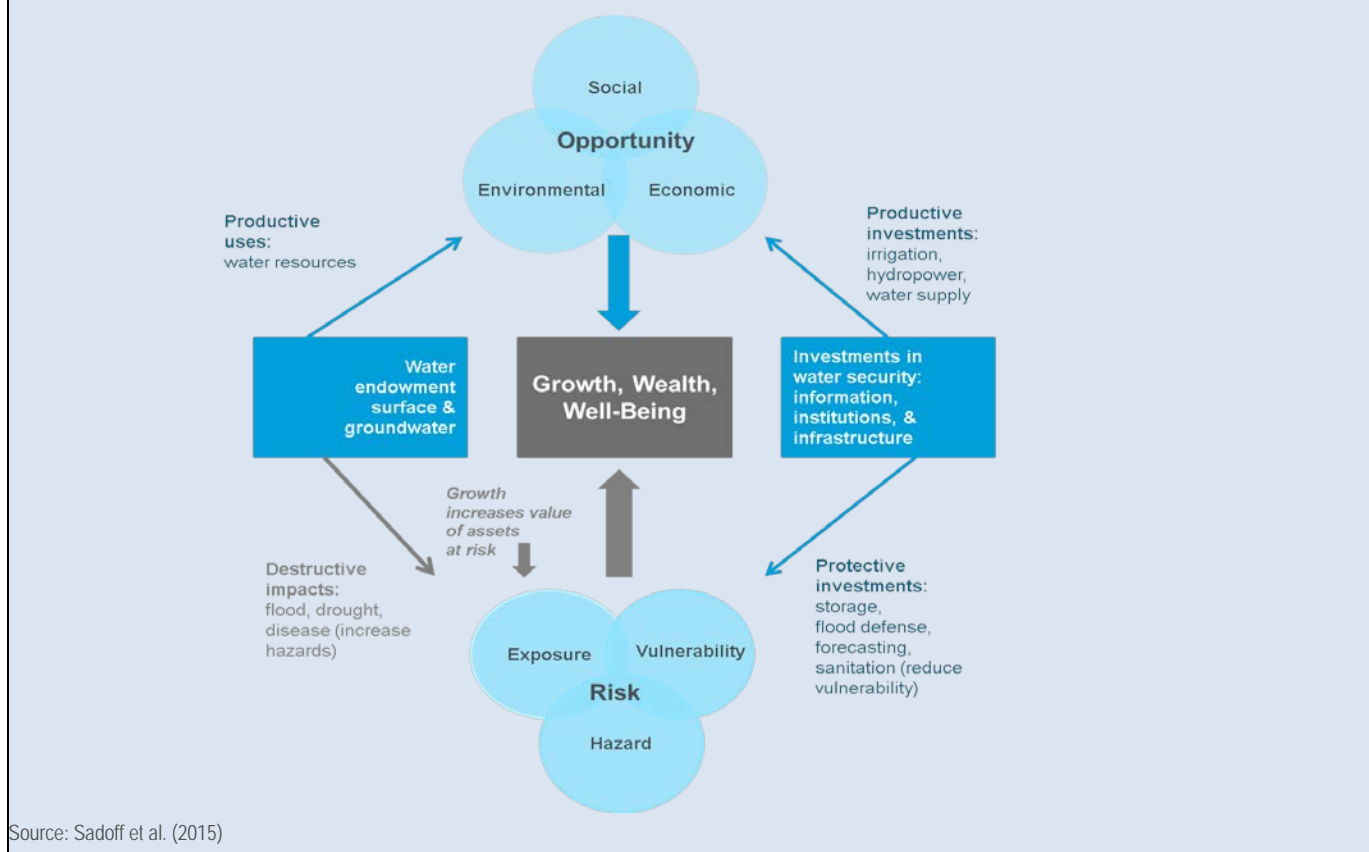 Social
Opportunity
Environmental
Economic
Productive
uses:
water resources
Productive
investments:
irrigation,
hydropower,
water supply
Water
endowment
surface &
groundwater
Growth, Wealth,
Well-Being
Investments in
water security:
information,
institutions, &
infrastructure
Growth
increases value
of assets
at risk
Destructive
impacts:
flood, drought,
disease (increase
hazards)
Protective
investments:
storage,
flood defense,
forecasting,
sanitation (reduce
vulnerability)
Exposure
Vulnerability
Risk
Hazard
Source: Sadoff et al. (2015)